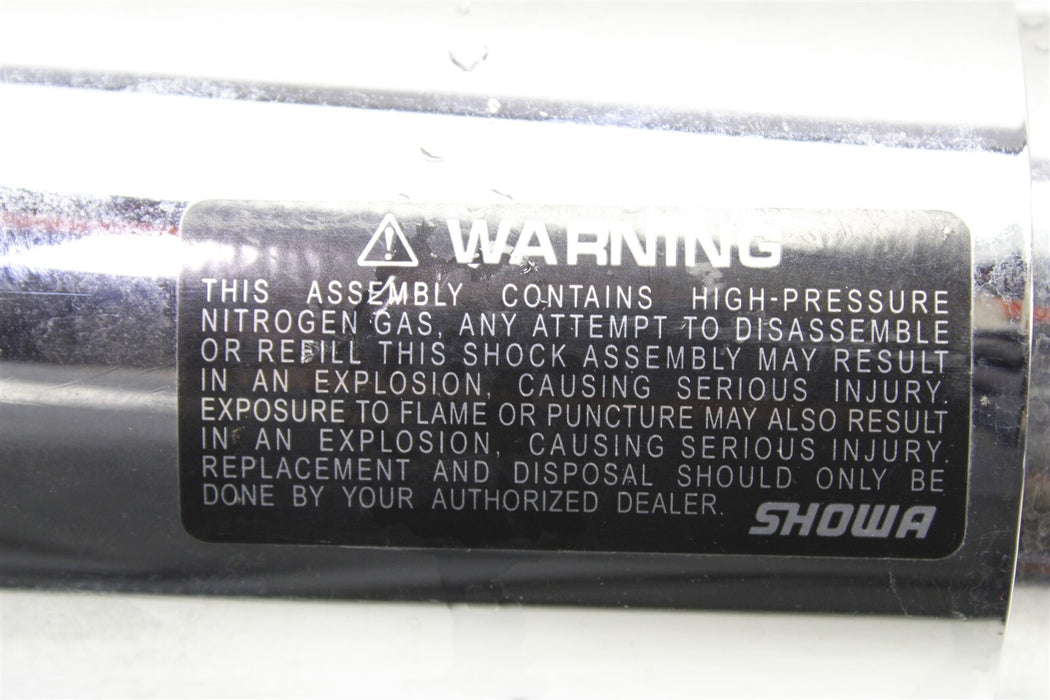 WARNING
THIS ASSEMBLY CONTAINS HIGH-PRESSURE
NITROGEN GAS, ANY ATTEMPT TO DISASSEMBLE
OR REFILL THIS SHOCK ASSEMBLY MAY RESULT
IN AN EXPLOSION, CAUSING SERIOUS INJURY.
EXPOSURE TO FLAME OR PUNCTURE MAY ALSO RESULT
IN AN EXPLOSION, CAUSING SERIOUS INJURY.
REPLACEMENT AND DISPOSAL SHOULD ONLY BE
DONE BY YOUR AUTHORIZED DEALER.
SHOWA